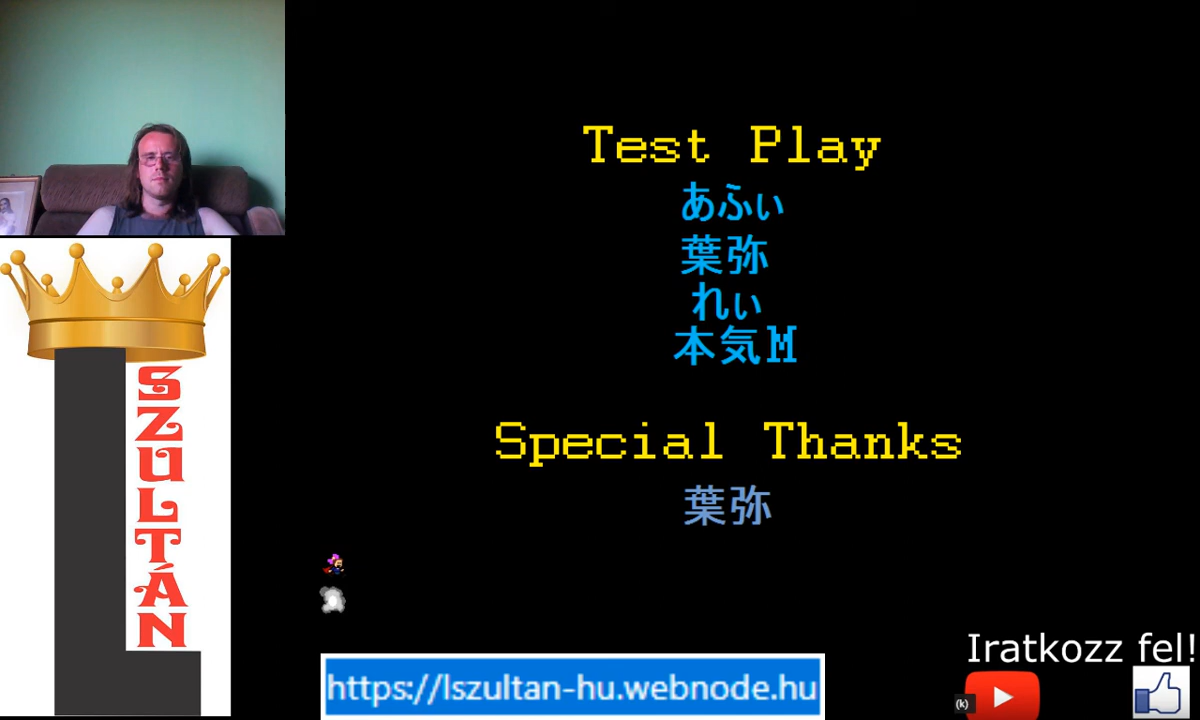 Test Play
あふぃ
葉弥
れぃ
本気M
Special Thanks
葉弥
SZULTÁN
https://lszultan-hu.webnode.hu
Iratkozz fel!
(k)